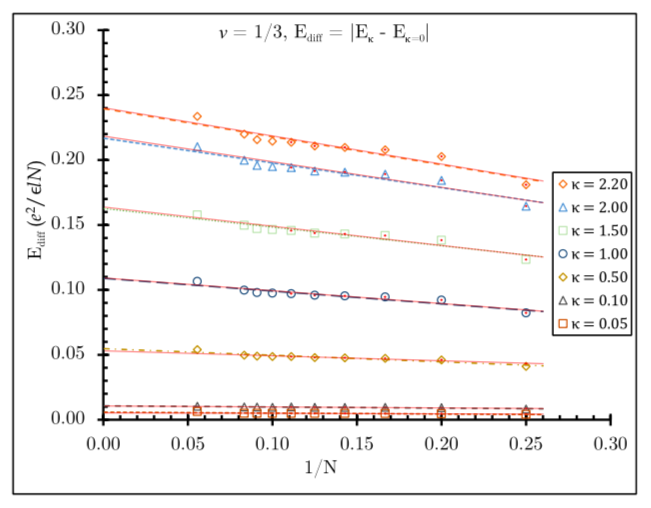 ν = 1/3, E_diff = |E_κ - E_κ=0|
0.30
0.25
0.20
0.15
0.10
0.05
0.00
E_diff (e²/ϵlN)
0.00 0.05 0.10 0.15 0.20 0.25 0.30
1/N
κ = 2.20
κ = 2.00
κ = 1.50
κ = 1.00
κ = 0.50
κ = 0.10
κ = 0.05